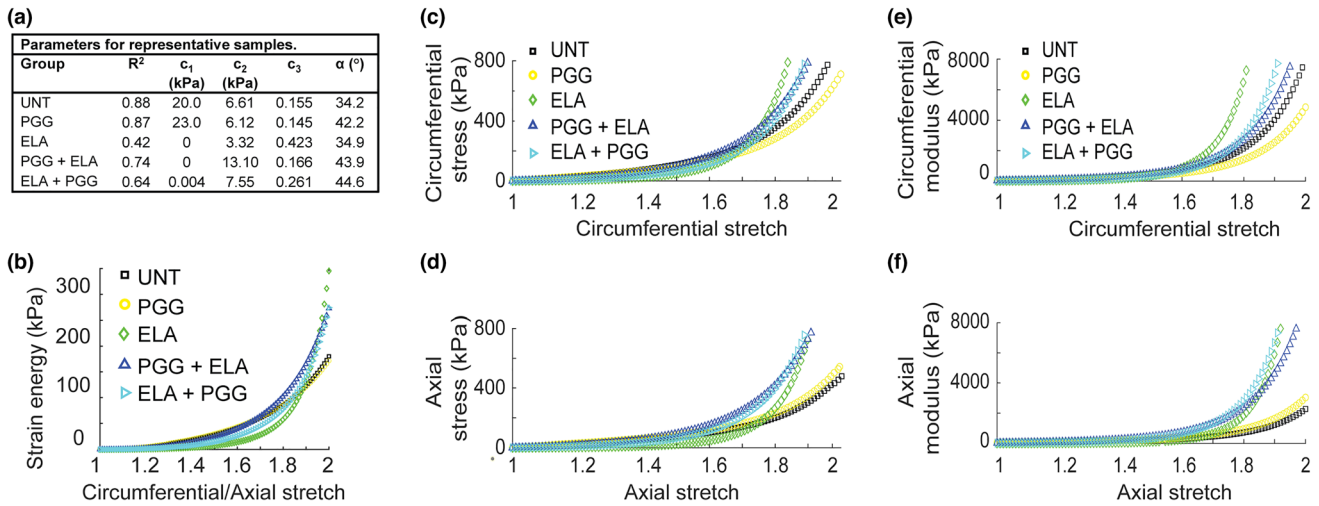 (a)
Parameters for representative samples.
Group R² c₁ (kPa) c₂ (kPa) c₃ α (°)
UNT 0.88 20.0 6.61 0.155 34.2
PGG 0.87 23.0 6.12 0.145 42.2
ELA 0.42 0 3.32 0.423 34.9
PGG + ELA 0.74 0 13.10 0.166 43.9
ELA + PGG 0.64 0.004 7.55 0.261 44.6
(b)
Strain energy (kPa)
300
200
100
0
UNT
PGG
ELA
PGG + ELA
ELA + PGG
1 1.2 1.4 1.6 1.8 2
Circumferential/Axial stretch
(c)
Circumferential
stress (kPa)
800
400
0
UNT
PGG
ELA
PGG + ELA
ELA + PGG
1 1.2 1.4 1.6 1.8 2
Circumferential stretch
(d)
Axial
stress (kPa)
800
400
0
1 1.2 1.4 1.6 1.8 2
Axial stretch
(e)
Circumferential
modulus (kPa)
8000
4000
0
UNT
PGG
ELA
PGG + ELA
ELA + PGG
1 1.2 1.4 1.6 1.8 2
Circumferential stretch
(f)
Axial
modulus (kPa)
8000
4000
0
1 1.2 1.4 1.6 1.8 2
Axial stretch